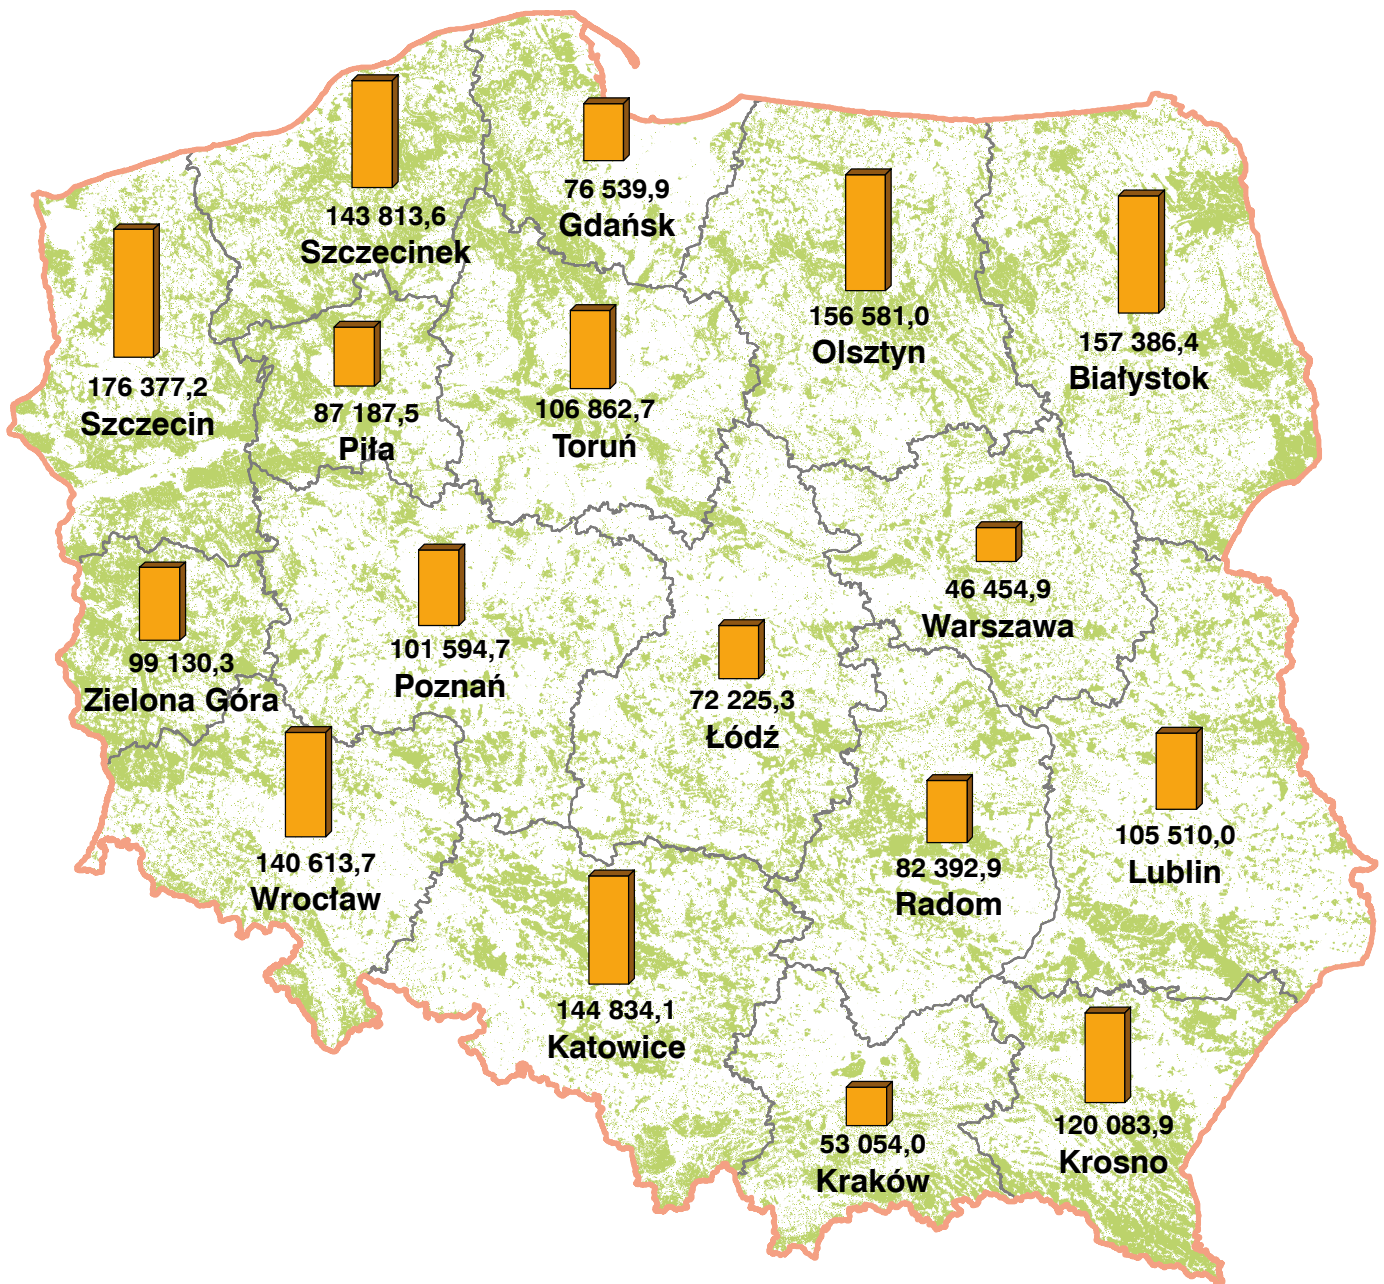 143 813,6
Szczecinek
76 539,9
Gdańsk
156 581,0
Olsztyn
157 386,4
Białystok
176 377,2
Szczecin
87 187,5
Piła
106 862,7
Toruń
46 454,9
Warszawa
99 130,3
Zielona Góra
101 594,7
Poznań
72 225,3
Łódź
140 613,7
Wrocław
82 392,9
Radom
105 510,0
Lublin
144 834,1
Katowice
53 054,0
Kraków
120 083,9
Krosno